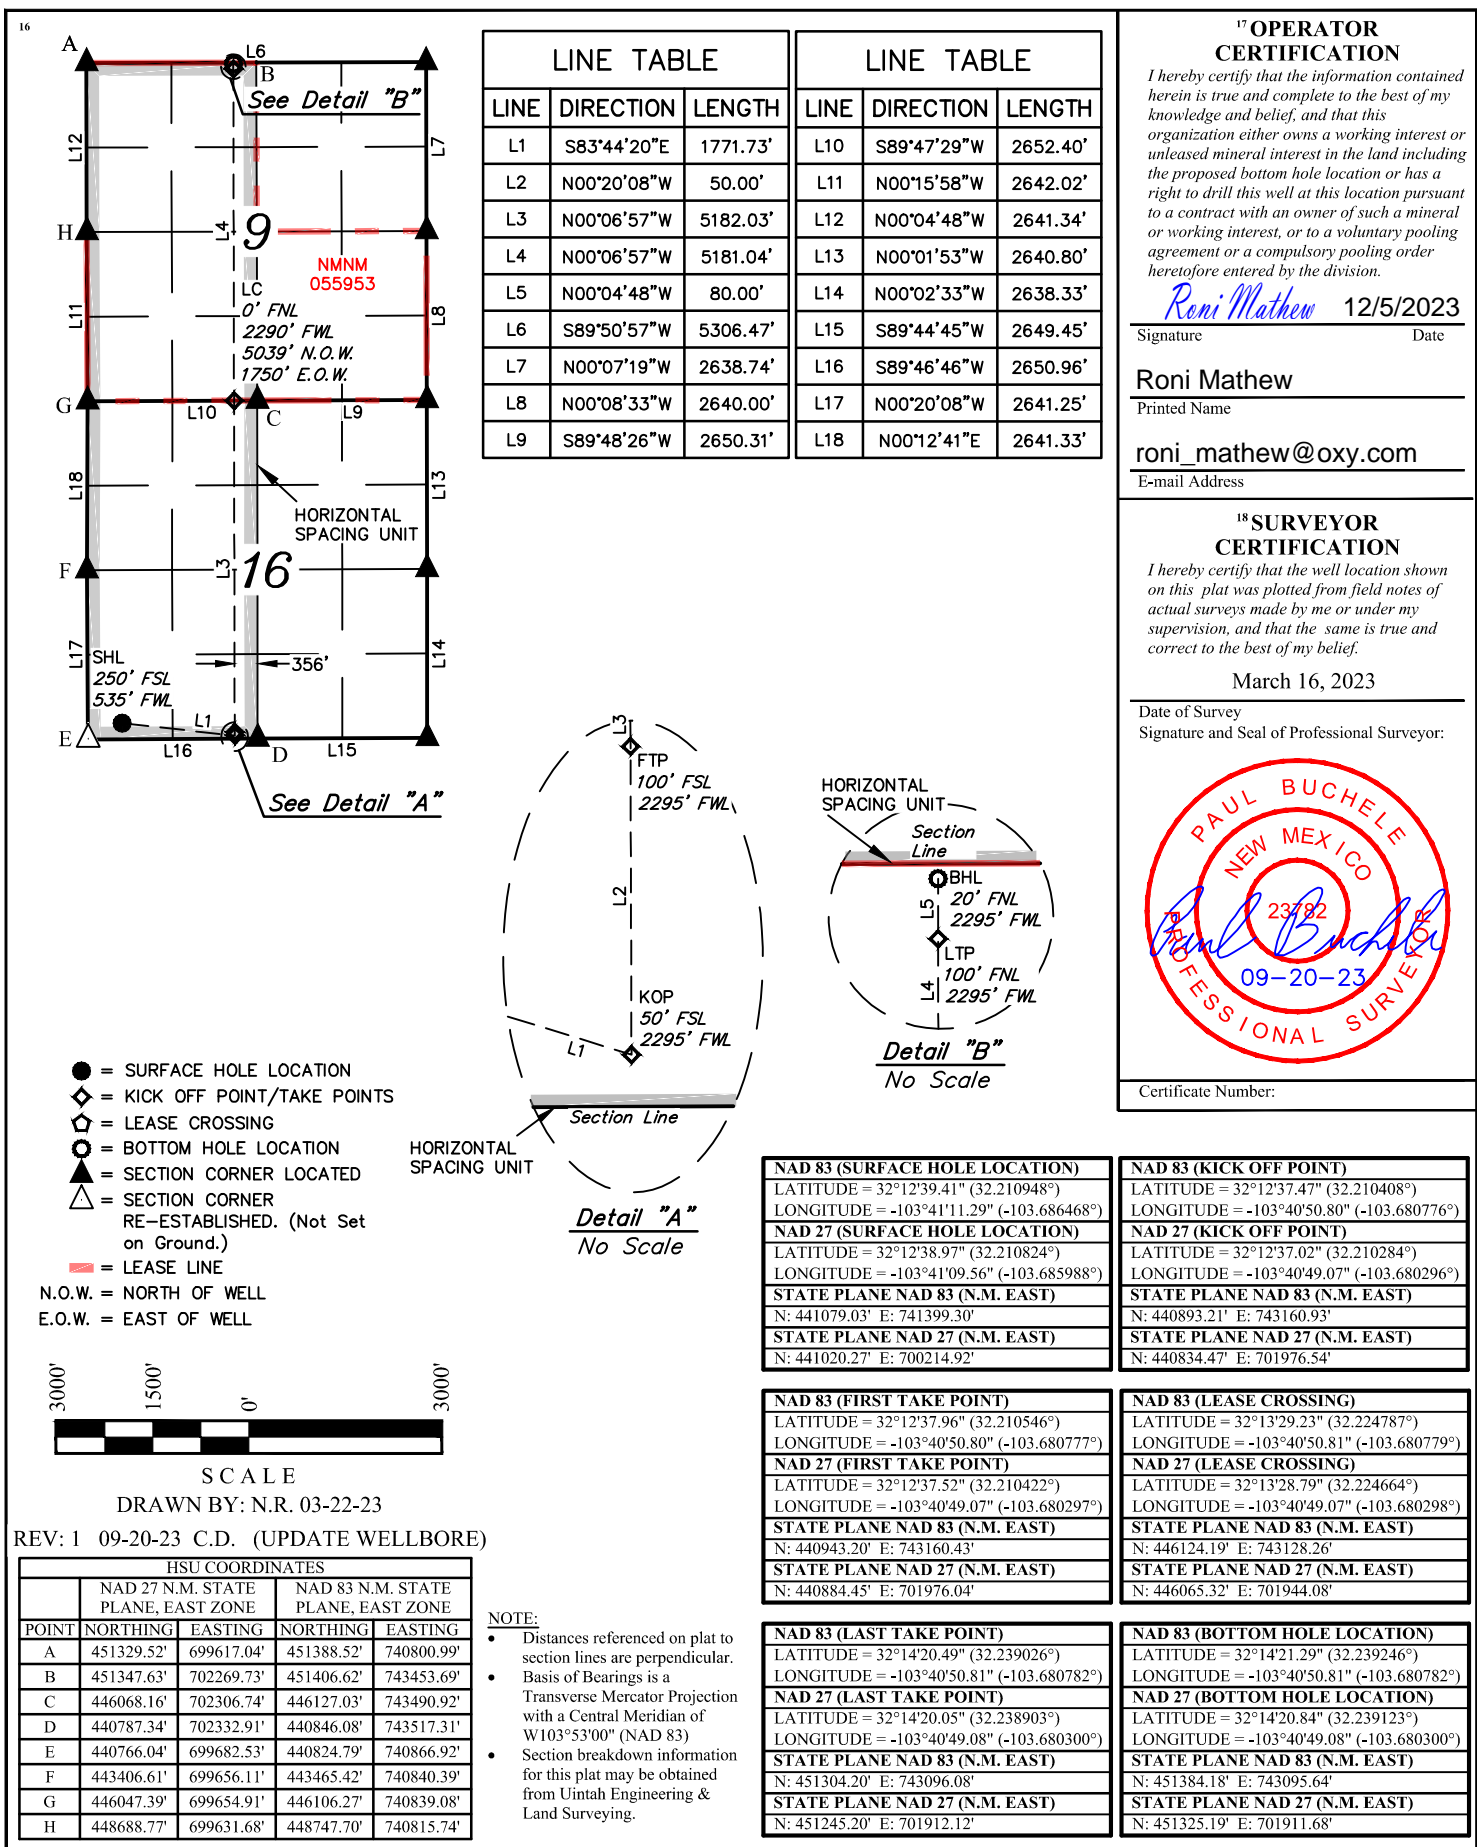 16
A
L6
B
See Detail "B"
L12
L7
H
L4
9
NMNM
055953
LC
0' FNL
2290' FWL
5039' N.O.W.
1750' E.O.W.
L11
L8
G
L10
C
L9
L18
L13
HORIZONTAL
SPACING UNIT
F
L3
16
L17
L14
SHL
250' FSL
535' FWL
356'
L1
E
L16
D
L15
See Detail "A"
LINE TABLE
LINE DIRECTION LENGTH
L1 S83°44'20"E 1771.73'
L2 N00°20'08"W 50.00'
L3 N00°06'57"W 5182.03'
L4 N00°06'57"W 5181.04'
L5 N00°04'48"W 80.00'
L6 S89°50'57"W 5306.47'
L7 N00°07'19"W 2638.74'
L8 N00°08'33"W 2640.00'
L9 S89°48'26"W 2650.31'
LINE TABLE
LINE DIRECTION LENGTH
L10 S89°47'29"W 2652.40'
L11 N00°15'58"W 2642.02'
L12 N00°04'48"W 2641.34'
L13 N00°01'53"W 2640.80'
L14 N00°02'33"W 2638.33'
L15 S89°44'45"W 2649.45'
L16 S89°46'46"W 2650.96'
L17 N00°20'08"W 2641.25'
L18 N00°12'41"E 2641.33'
17 OPERATOR
CERTIFICATION
I hereby certify that the information contained
herein is true and complete to the best of my
knowledge and belief, and that this
organization either owns a working interest or
unleased mineral interest in the land including
the proposed bottom hole location or has a
right to drill this well at this location pursuant
to a contract with an owner of such a mineral
or working interest, or to a voluntary pooling
agreement or a compulsory pooling order
heretofore entered by the division.
Roni Mathew 12/5/2023
Signature Date
Roni Mathew
Printed Name
roni_mathew@oxy.com
E-mail Address
18 SURVEYOR
CERTIFICATION
I hereby certify that the well location shown
on this plat was plotted from field notes of
actual surveys made by me or under my
supervision, and that the same is true and
correct to the best of my belief.
March 16, 2023
Date of Survey
Signature and Seal of Professional Surveyor:
PAUL BUCHELE
NEW MEXICO
23782
Paul Buchele
09-20-23
PROFESSIONAL SURVEYOR
Certificate Number:
L3
FTP
100' FSL
2295' FWL
L2
KOP
50' FSL
2295' FWL
L1
Section Line
HORIZONTAL
SPACING UNIT
Detail "A"
No Scale
HORIZONTAL
SPACING UNIT
Section
Line
BHL
20' FNL
2295' FWL
L5
LTP
100' FNL
2295' FWL
L4
Detail "B"
No Scale
= SURFACE HOLE LOCATION
= KICK OFF POINT/TAKE POINTS
= LEASE CROSSING
= BOTTOM HOLE LOCATION
= SECTION CORNER LOCATED
= SECTION CORNER
RE-ESTABLISHED. (Not Set
on Ground.)
= LEASE LINE
N.O.W. = NORTH OF WELL
E.O.W. = EAST OF WELL
3000' 1500' 0' 3000'
SCALE
DRAWN BY: N.R. 03-22-23
REV: 1 09-20-23 C.D. (UPDATE WELLBORE)
HSU COORDINATES
NAD 27 N.M. STATE NAD 83 N.M. STATE
PLANE, EAST ZONE PLANE, EAST ZONE
POINT NORTHING EASTING NORTHING EASTING
A 451329.52' 699617.04' 451388.52' 740800.99'
B 451347.63' 702269.73' 451406.62' 743453.69'
C 446068.16' 702306.74' 446127.03' 743490.92'
D 440787.34' 702332.91' 440846.08' 743517.31'
E 440766.04' 699682.53' 440824.79' 740866.92'
F 443406.61' 699656.11' 443465.42' 740840.39'
G 446047.39' 699654.91' 446106.27' 740839.08'
H 448688.77' 699631.68' 448747.70' 740815.74'
NOTE:
• Distances referenced on plat to
section lines are perpendicular.
• Basis of Bearings is a
Transverse Mercator Projection
with a Central Meridian of
W103°53'00" (NAD 83)
• Section breakdown information
for this plat may be obtained
from Uintah Engineering &
Land Surveying.
NAD 83 (SURFACE HOLE LOCATION)
LATITUDE = 32°12'39.41" (32.210948°)
LONGITUDE = -103°41'11.29" (-103.686468°)
NAD 27 (SURFACE HOLE LOCATION)
LATITUDE = 32°12'38.97" (32.210824°)
LONGITUDE = -103°41'09.56" (-103.685988°)
STATE PLANE NAD 83 (N.M. EAST)
N: 441079.03' E: 741399.30'
STATE PLANE NAD 27 (N.M. EAST)
N: 441020.27' E: 700214.92'
NAD 83 (KICK OFF POINT)
LATITUDE = 32°12'37.47" (32.210408°)
LONGITUDE = -103°40'50.80" (-103.680776°)
NAD 27 (KICK OFF POINT)
LATITUDE = 32°12'37.02" (32.210284°)
LONGITUDE = -103°40'49.07" (-103.680296°)
STATE PLANE NAD 83 (N.M. EAST)
N: 440893.21' E: 743160.93'
STATE PLANE NAD 27 (N.M. EAST)
N: 440834.47' E: 701976.54'
NAD 83 (FIRST TAKE POINT)
LATITUDE = 32°12'37.96" (32.210546°)
LONGITUDE = -103°40'50.80" (-103.680777°)
NAD 27 (FIRST TAKE POINT)
LATITUDE = 32°12'37.52" (32.210422°)
LONGITUDE = -103°40'49.07" (-103.680297°)
STATE PLANE NAD 83 (N.M. EAST)
N: 440943.20' E: 743160.43'
STATE PLANE NAD 27 (N.M. EAST)
N: 440884.45' E: 701976.04'
NAD 83 (LEASE CROSSING)
LATITUDE = 32°13'29.23" (32.224787°)
LONGITUDE = -103°40'50.81" (-103.680779°)
NAD 27 (LEASE CROSSING)
LATITUDE = 32°13'28.79" (32.224664°)
LONGITUDE = -103°40'49.07" (-103.680298°)
STATE PLANE NAD 83 (N.M. EAST)
N: 446124.19' E: 743128.26'
STATE PLANE NAD 27 (N.M. EAST)
N: 446065.32' E: 701944.08'
NAD 83 (LAST TAKE POINT)
LATITUDE = 32°14'20.49" (32.239026°)
LONGITUDE = -103°40'50.81" (-103.680782°)
NAD 27 (LAST TAKE POINT)
LATITUDE = 32°14'20.05" (32.238903°)
LONGITUDE = -103°40'49.08" (-103.680300°)
STATE PLANE NAD 83 (N.M. EAST)
N: 451304.20' E: 743096.08'
STATE PLANE NAD 27 (N.M. EAST)
N: 451245.20' E: 701912.12'
NAD 83 (BOTTOM HOLE LOCATION)
LATITUDE = 32°14'21.29" (32.239246°)
LONGITUDE = -103°40'50.81" (-103.680782°)
NAD 27 (BOTTOM HOLE LOCATION)
LATITUDE = 32°14'20.84" (32.239123°)
LONGITUDE = -103°40'49.08" (-103.680300°)
STATE PLANE NAD 83 (N.M. EAST)
N: 451384.18' E: 743095.64'
STATE PLANE NAD 27 (N.M. EAST)
N: 451325.19' E: 701911.68'